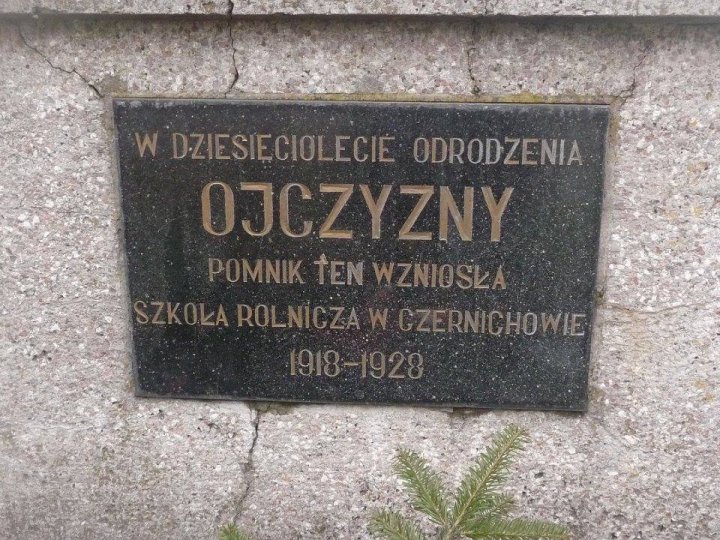 W DZIESIĘCIOLECIE ODRODZENIA
OJCZYZNY
POMNIK TEN WZNIOSŁA
SZKOŁA ROLNICZA W CZERNICHOWIE
1918-1928